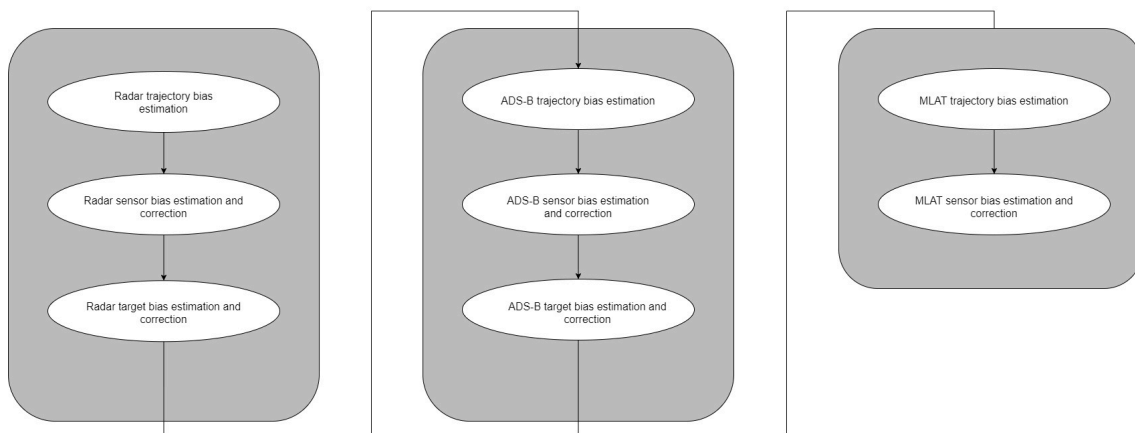 Radar trajectory bias
estimation
Radar sensor bias estimation and
correction
Radar target bias estimation and
correction
ADS-B trajectory bias estimation
ADS-B sensor bias estimation
and correction
ADS-B target bias estimation and
correction
MLAT trajectory bias estimation
MLAT sensor bias estimation and
correction